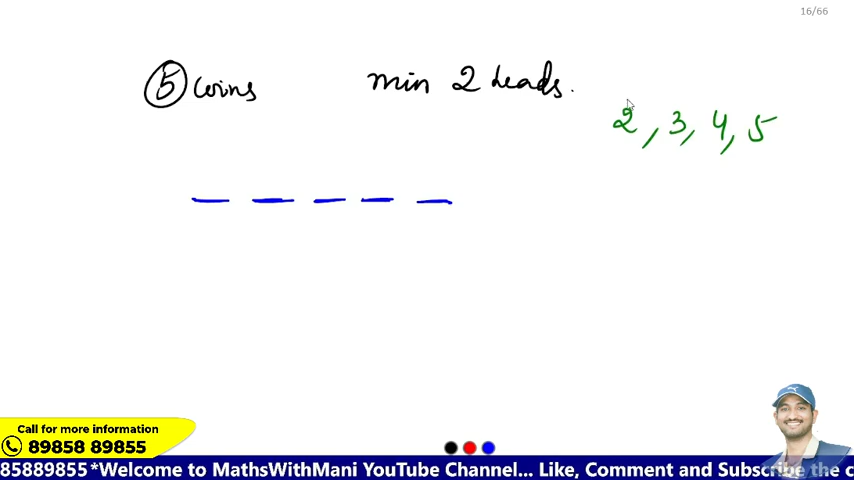 16/66
5 coins min 2 heads.
2, 3, 4, 5
Call for more information
89858 89855
85889855 *Welcome to MathsWithMani YouTube Channel... Like, Comment and Subscribe the c